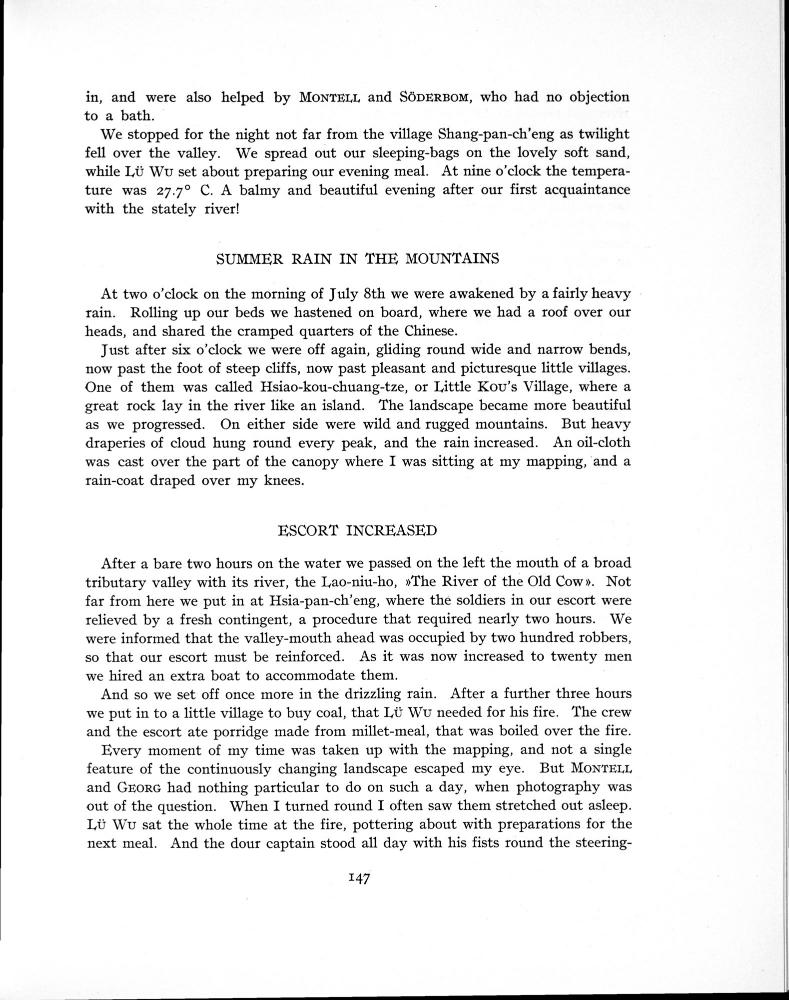 in, and were also helped by MONTELL and SÖDERBOM, who had no objection
to a bath.
We stopped for the night not far from the village Shang-pan-ch'eng as twilight
fell over the valley. We spread out our sleeping-bags on the lovely soft sand,
while LÜ WU set about preparing our evening meal. At nine o'clock the tempera-
ture was 27.7° C. A balmy and beautiful evening after our first acquaintance
with the stately river!
SUMMER RAIN IN THE MOUNTAINS
At two o'clock on the morning of July 8th we were awakened by a fairly heavy
rain. Rolling up our beds we hastened on board, where we had a roof over our
heads, and shared the cramped quarters of the Chinese.
Just after six o'clock we were off again, gliding round wide and narrow bends,
now past the foot of steep cliffs, now past pleasant and picturesque little villages.
One of them was called Hsiao-kou-chuang-tze, or Little KOU's Village, where a
great rock lay in the river like an island. The landscape became more beautiful
as we progressed. On either side were wild and rugged mountains. But heavy
draperies of cloud hung round every peak, and the rain increased. An oil-cloth
was cast over the part of the canopy where I was sitting at my mapping, and a
rain-coat draped over my knees.
ESCORT INCREASED
After a bare two hours on the water we passed on the left the mouth of a broad
tributary valley with its river, the Lao-niu-ho, »The River of the Old Cow». Not
far from here we put in at Hsia-pan-ch'eng, where the soldiers in our escort were
relieved by a fresh contingent, a procedure that required nearly two hours. We
were informed that the valley-mouth ahead was occupied by two hundred robbers,
so that our escort must be reinforced. As it was now increased to twenty men
we hired an extra boat to accommodate them.
And so we set off once more in the drizzling rain. After a further three hours
we put in to a little village to buy coal, that LÜ WU needed for his fire. The crew
and the escort ate porridge made from millet-meal, that was boiled over the fire.
Every moment of my time was taken up with the mapping, and not a single
feature of the continuously changing landscape escaped my eye. But MONTELL
and GEORG had nothing particular to do on such a day, when photography was
out of the question. When I turned round I often saw them stretched out asleep.
LÜ WU sat the whole time at the fire, pottering about with preparations for the
next meal. And the dour captain stood all day with his fists round the steering-
147